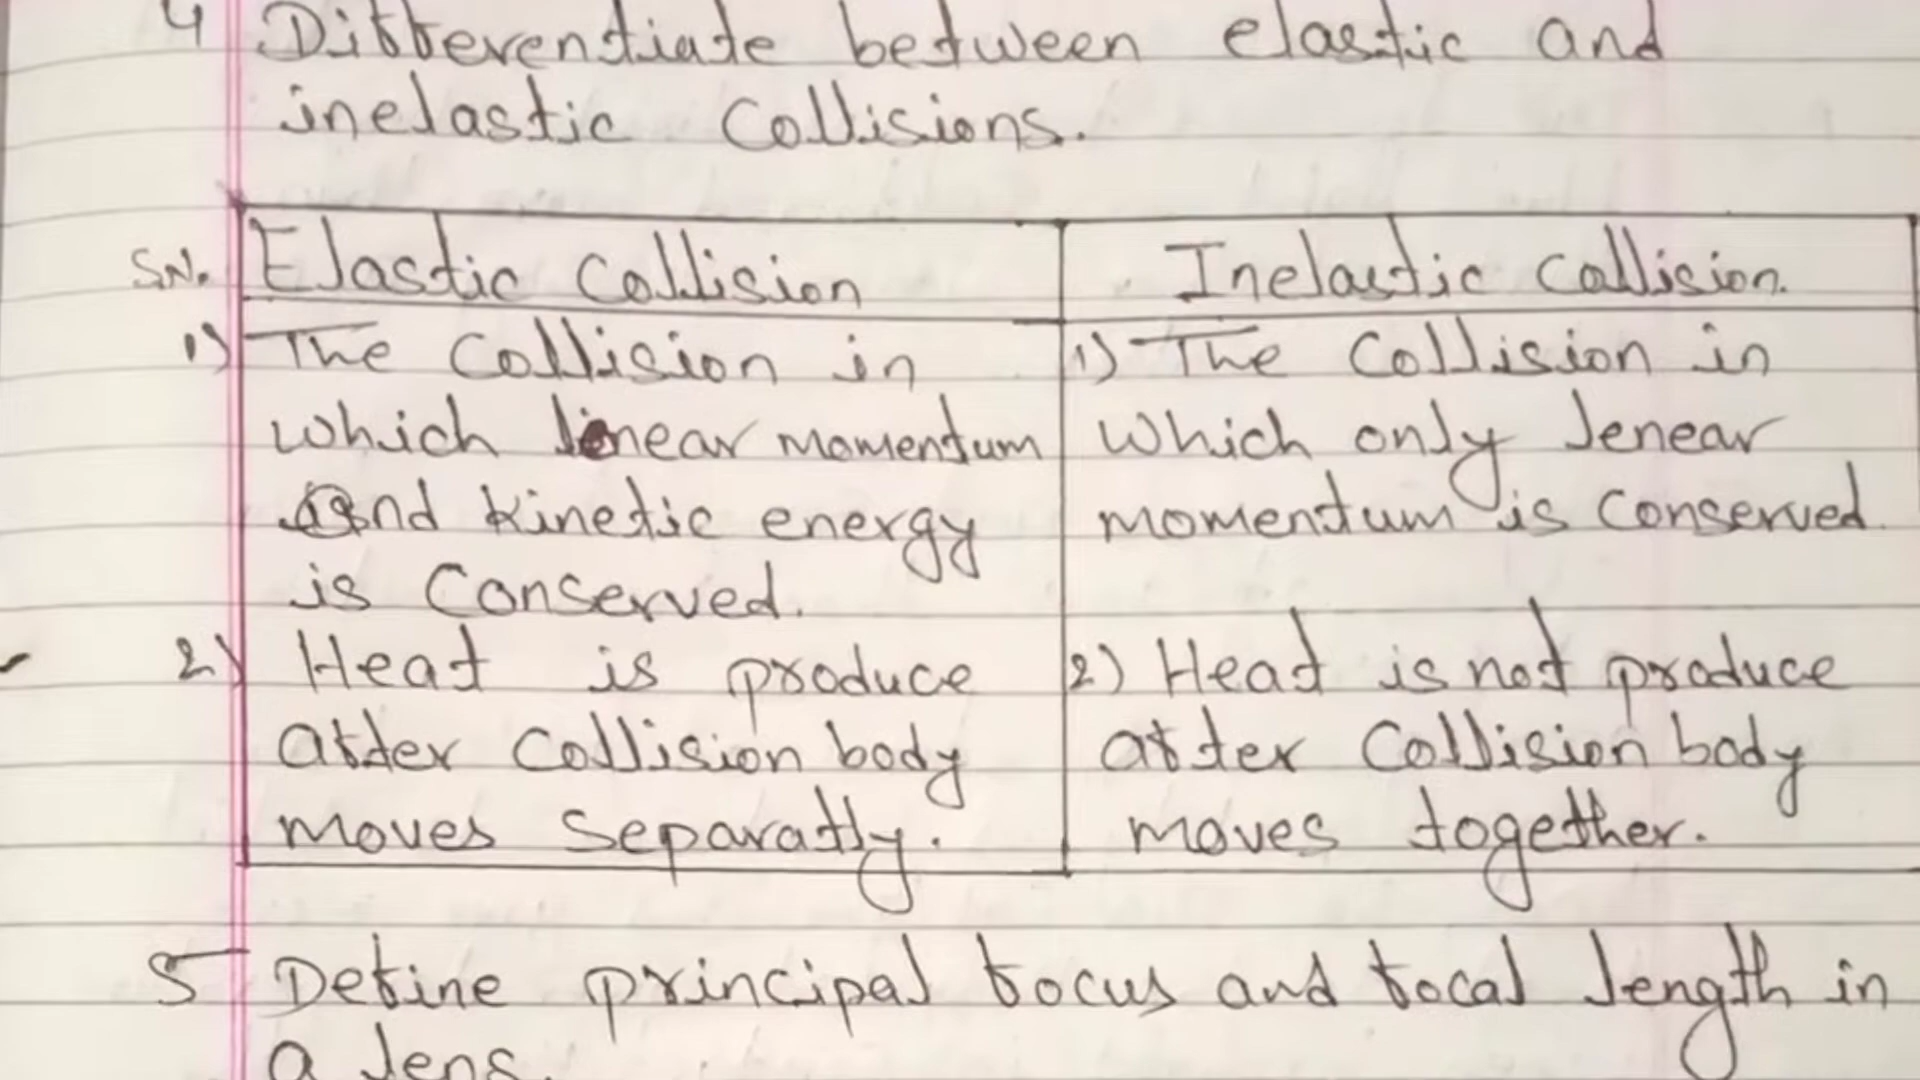 4 Differentiate between elastic and
inelastic Collisions.
S.N. Elastic Collision
Inelastic Collision.
1) The Collision in
which linear momentum
and kinetic energy
is Conserved.
1) The Collision in
which only lenear
momentum is Conserved.
2) Heat is produce
after Collision body
moves separatly.
2) Heat is not produce
after Collision body
moves together.
5 Define principal focus and focal length in
a lens.